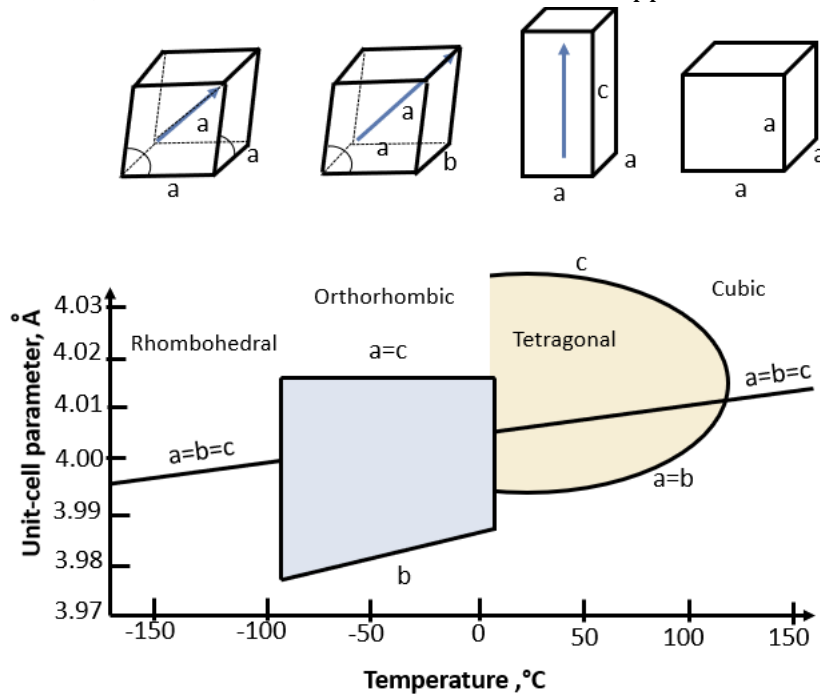 a
a
a
a
a
b
c
a
a
a
a
a
c
Orthorhombic
Cubic
Rhombohedral
Tetragonal
a=c
a=b=c
a=b=c
a=b
b
Unit-cell parameter, Å
4.03
4.02
4.01
4.00
3.99
3.98
3.97
-150
-100
-50
0
50
100
150
Temperature ,°C